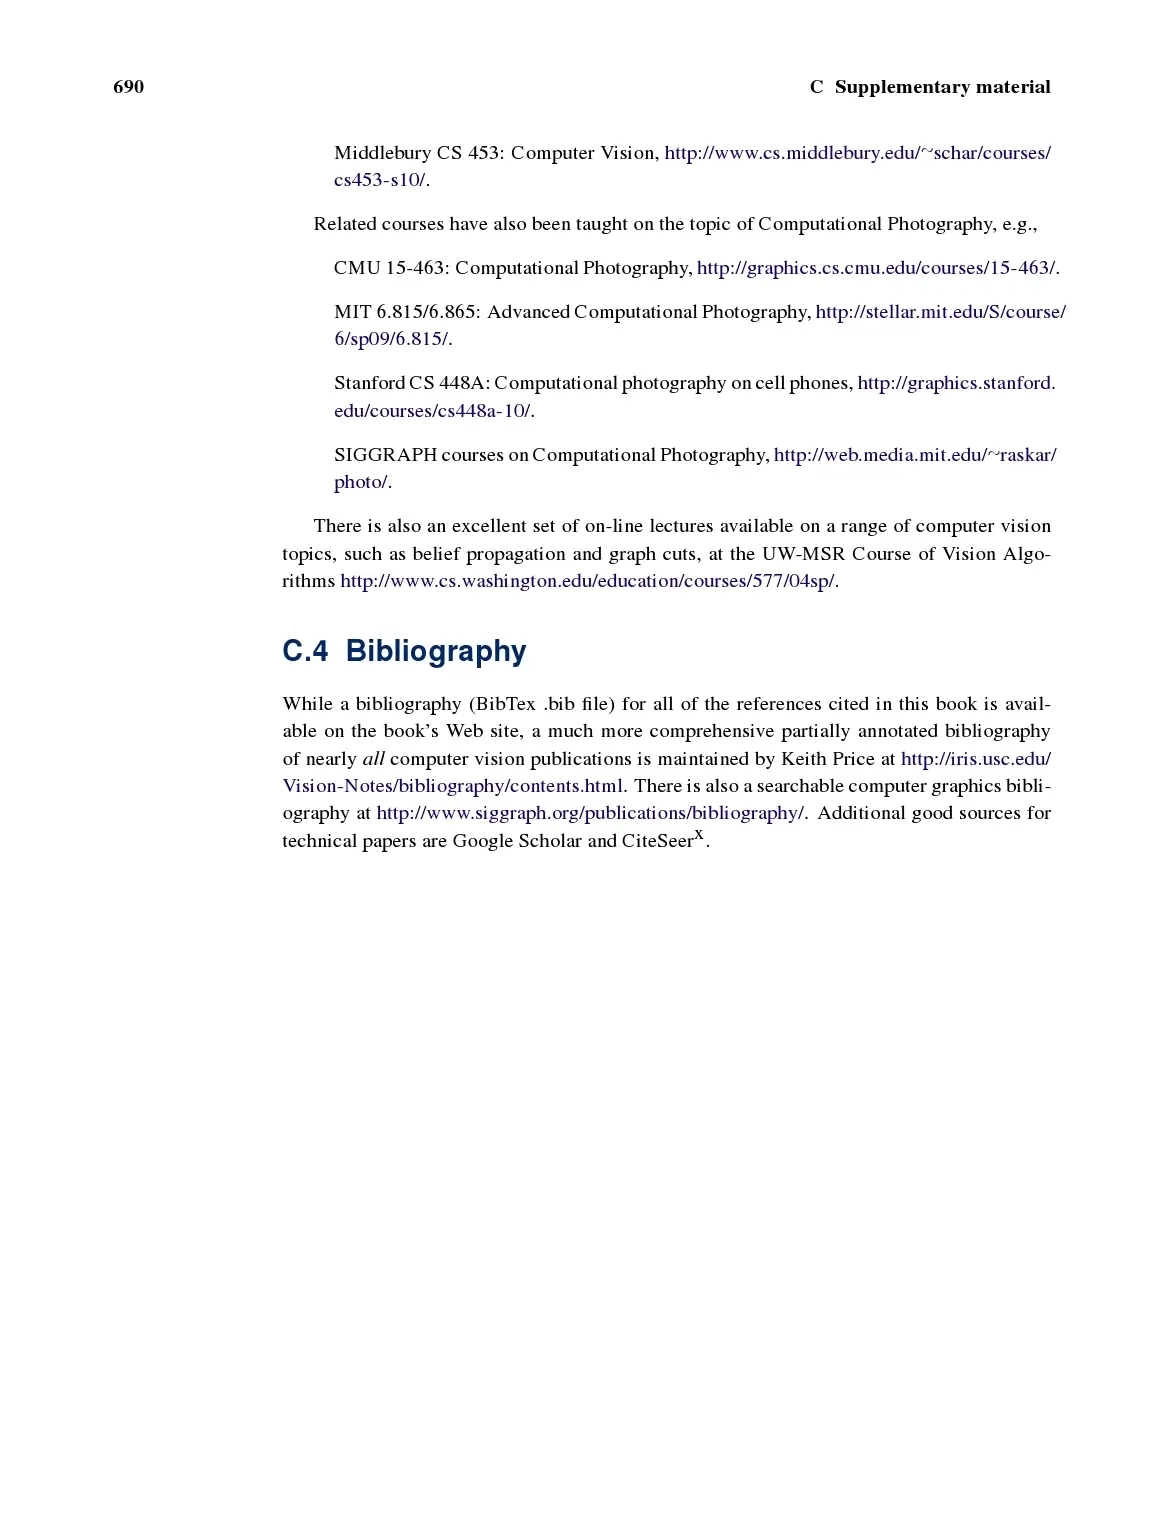 690 C Supplementary material
Middlebury CS 453: Computer Vision, http://www.cs.middlebury.edu/~schar/courses/
cs453-s10/.
Related courses have also been taught on the topic of Computational Photography, e.g.,
CMU 15-463: Computational Photography, http://graphics.cs.cmu.edu/courses/15-463/.
MIT 6.815/6.865: Advanced Computational Photography, http://stellar.mit.edu/S/course/
6/sp09/6.815/.
Stanford CS 448A: Computational photography on cell phones, http://graphics.stanford.
edu/courses/cs448a-10/.
SIGGRAPH courses on Computational Photography, http://web.media.mit.edu/~raskar/
photo/.
There is also an excellent set of on-line lectures available on a range of computer vision
topics, such as belief propagation and graph cuts, at the UW-MSR Course of Vision Algo-
rithms http://www.cs.washington.edu/education/courses/577/04sp/.
C.4 Bibliography
While a bibliography (BibTex .bib file) for all of the references cited in this book is avail-
able on the book’s Web site, a much more comprehensive partially annotated bibliography
of nearly all computer vision publications is maintained by Keith Price at http://iris.usc.edu/
Vision-Notes/bibliography/contents.html. There is also a searchable computer graphics bibli-
ography at http://www.siggraph.org/publications/bibliography/. Additional good sources for
technical papers are Google Scholar and CiteSeerx.